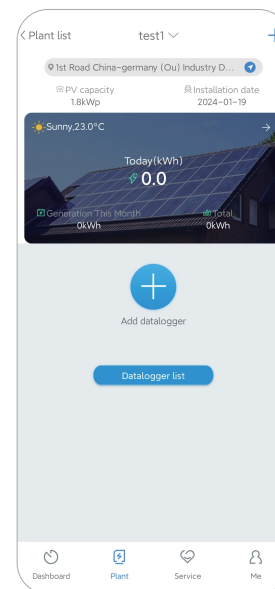 Plant list
test1
1st Road China-germany (Ou) Industry D...
PV capacity
Installation date
1.8kWp
2024-01-19
Sunny,23.0°C
Today(kWh)
0.0
Generation This Month
Total
0kWh
0kWh
Add datalogger
Datalogger list
Dashboard
Plant
Service
Me